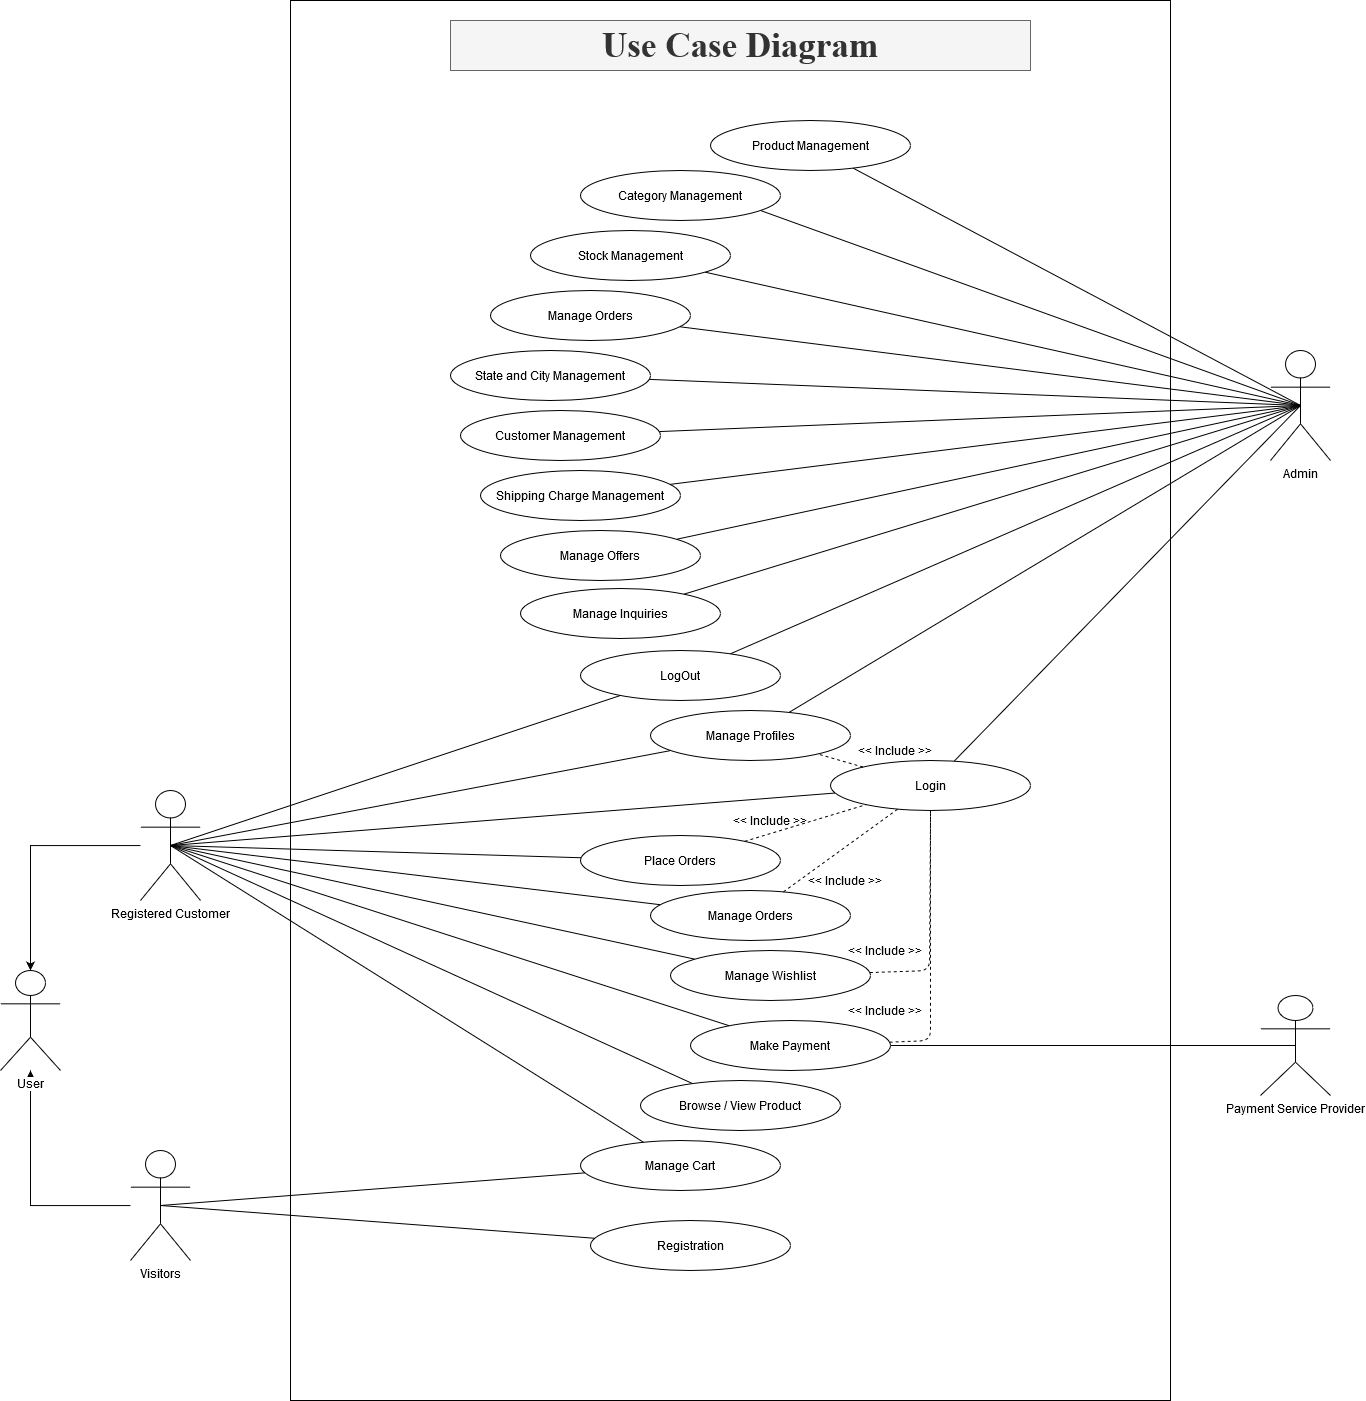 Use Case Diagram
Product Management
Category Management
Stock Management
Manage Orders
State and City Management
Customer Management
Admin
Shipping Charge Management
Manage Offers
Manage Inquiries
LogOut
Manage Profiles
<< Include >>
Login
<< Include >>
Place Orders
<< Include >>
Registered Customer
Manage Orders
<< Include >>
Manage Wishlist
<< Include >>
Make Payment
User
Browse / View Product
Payment Service Provider
Manage Cart
Registration
Visitors